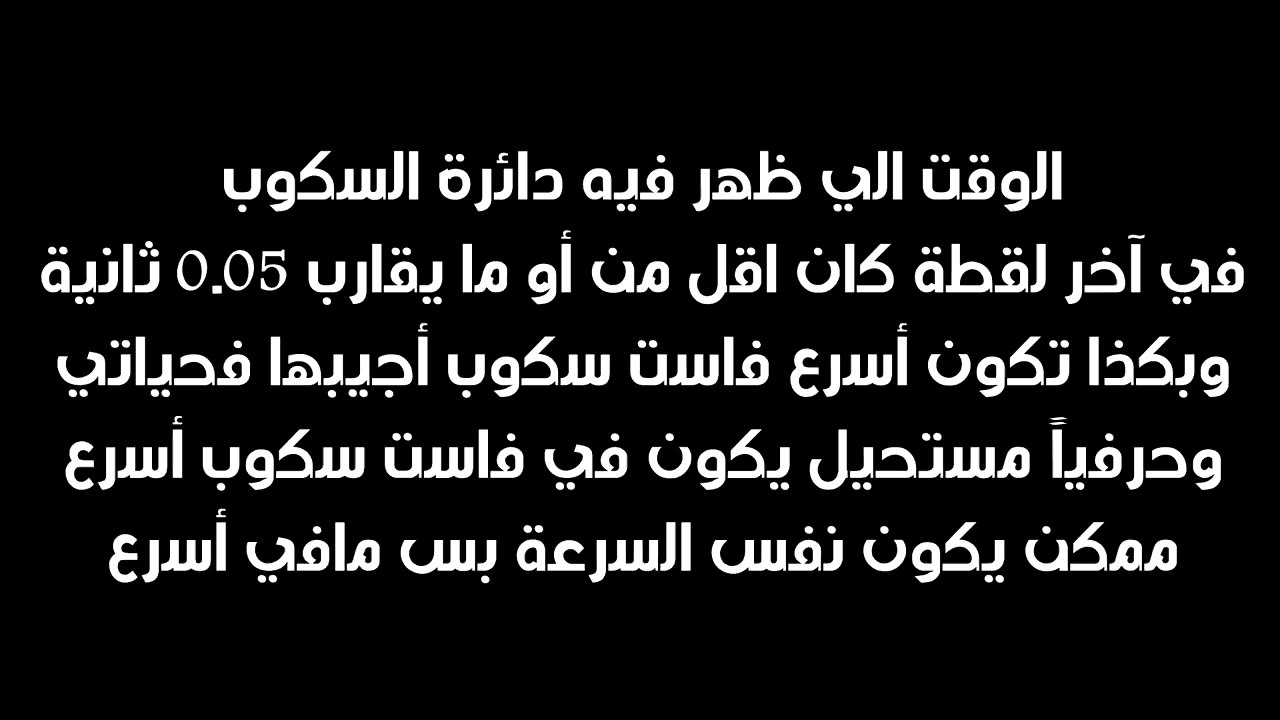 الوقت الي ظهر فيه دائرة السكوب
في آخر لقطة كان اقل من أو ما يقارب 0.05 ثانية
وبكذا تكون أسرع فاست سكوب أجيبها فحياتي
وحرفياً مستحيل يكون في فاست سكوب أسرع
ممكن يكون نفس السرعة بس مافي أسرع